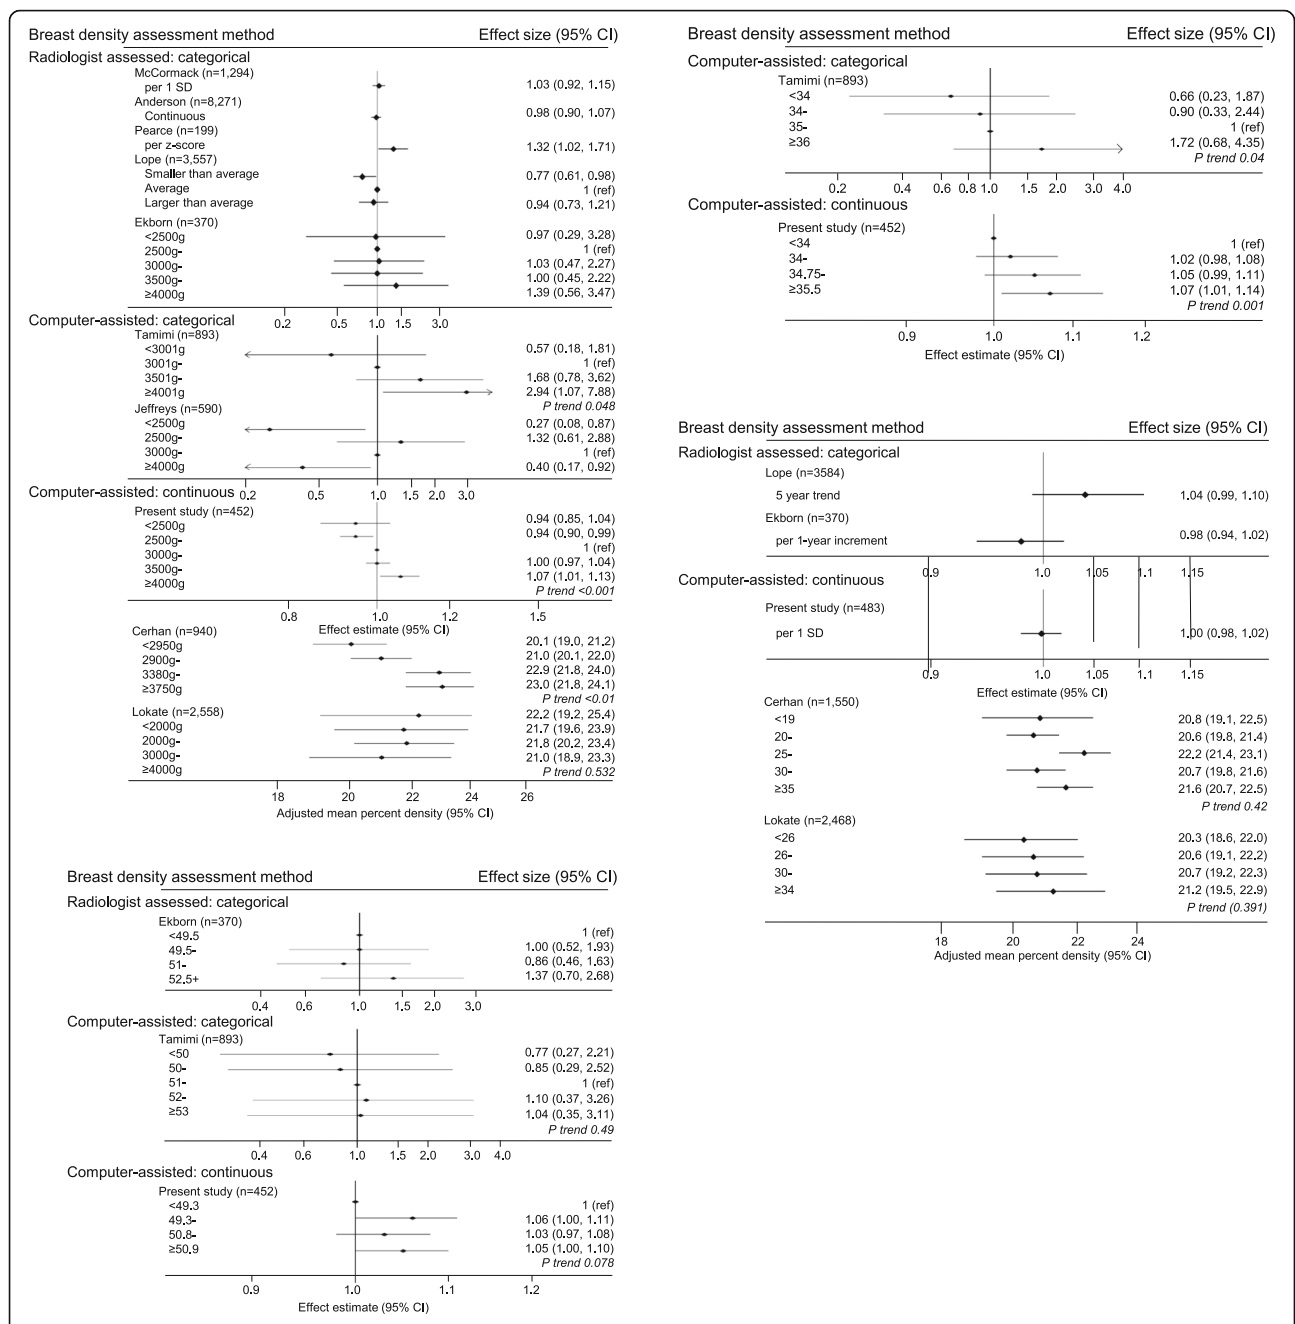 Breast density assessment method Effect size (95% CI)
Radiologist assessed: categorical
McCormack (n=1,294)
per 1 SD 1.03 (0.92, 1.15)
Anderson (n=8,271)
Continuous 0.98 (0.90, 1.07)
Pearce (n=199)
per z-score 1.32 (1.02, 1.71)
Lope (n=3,557)
Smaller than average 0.77 (0.61, 0.98)
Average 1 (ref)
Larger than average 0.94 (0.73, 1.21)
Ekborn (n=370)
<2500g 0.97 (0.29, 3.28)
2500g- 1 (ref)
3000g- 1.03 (0.47, 2.27)
3500g- 1.00 (0.45, 2.22)
≥4000g 1.39 (0.56, 3.47)
0.2 0.5 1.0 1.5 3.0
Computer-assisted: categorical
Tamimi (n=893)
<3001g 0.57 (0.18, 1.81)
3001g- 1 (ref)
3501g- 1.68 (0.78, 3.62)
≥4001g 2.94 (1.07, 7.88)
P trend 0.048
Jeffreys (n=590)
<2500g 0.27 (0.08, 0.87)
2500g- 1.32 (0.61, 2.88)
3000g- 1 (ref)
≥4000g 0.40 (0.17, 0.92)
0.2 0.5 1.0 1.5 2.0 3.0
Computer-assisted: continuous
Present study (n=452)
<2500g 0.94 (0.85, 1.04)
2500g- 0.94 (0.90, 0.99)
3000g- 1 (ref)
3500g- 1.00 (0.97, 1.04)
≥4000g 1.07 (1.01, 1.13)
P trend <0.001
0.8 1.0 1.2 1.5
Effect estimate (95% CI)
Cerhan (n=940)
<2950g 20.1 (19.0, 21.2)
2900g- 21.0 (20.1, 22.0)
3380g- 22.9 (21.8, 24.0)
≥3750g 23.0 (21.8, 24.1)
P trend <0.01
Lokate (n=2,558) 22.2 (19.2, 25.4)
<2000g 21.7 (19.6, 23.9)
2000g- 21.8 (20.2, 23.4)
3000g- 21.0 (18.9, 23.3)
≥4000g P trend 0.532
18 20 22 24 26
Adjusted mean percent density (95% CI)
Breast density assessment method Effect size (95% CI)
Radiologist assessed: categorical
Ekborn (n=370)
<49.5 1 (ref)
49.5- 1.00 (0.52, 1.93)
51- 0.86 (0.46, 1.63)
52.5+ 1.37 (0.70, 2.68)
0.4 0.6 1.0 1.5 2.0 3.0
Computer-assisted: categorical
Tamimi (n=893)
<50 0.77 (0.27, 2.21)
50- 0.85 (0.29, 2.52)
51- 1 (ref)
52- 1.10 (0.37, 3.26)
≥53 1.04 (0.35, 3.11)
P trend 0.49
0.4 0.6 1.0 1.5 2.0 3.0 4.0
Computer-assisted: continuous
Present study (n=452)
<49.3 1 (ref)
49.3- 1.06 (1.00, 1.11)
50.8- 1.03 (0.97, 1.08)
≥50.9 1.05 (1.00, 1.10)
P trend 0.078
0.9 1.0 1.1 1.2
Effect estimate (95% CI)
Breast density assessment method Effect size (95% CI)
Computer-assisted: categorical
Tamimi (n=893)
<34 0.66 (0.23, 1.87)
34- 0.90 (0.33, 2.44)
35- 1 (ref)
≥36 1.72 (0.68, 4.35)
P trend 0.04
0.2 0.4 0.6 0.8 1.0 1.5 2.0 3.0 4.0
Computer-assisted: continuous
Present study (n=452)
<34 1 (ref)
34- 1.02 (0.98, 1.08)
34.75- 1.05 (0.99, 1.11)
≥35.5 1.07 (1.01, 1.14)
P trend 0.001
0.9 1.0 1.1 1.2
Effect estimate (95% CI)
Breast density assessment method Effect size (95% CI)
Radiologist assessed: categorical
Lope (n=3584)
5 year trend 1.04 (0.99, 1.10)
Ekborn (n=370)
per 1-year increment 0.98 (0.94, 1.02)
0.9 1.0 1.05 1.1 1.15
Computer-assisted: continuous
Present study (n=483)
per 1 SD 1.00 (0.98, 1.02)
0.9 1.0 1.05 1.1 1.15
Effect estimate (95% CI)
Cerhan (n=1,550)
<19 20.8 (19.1, 22.5)
20- 20.6 (19.8, 21.4)
25- 22.2 (21.4, 23.1)
30- 20.7 (19.8, 21.6)
≥35 21.6 (20.7, 22.5)
P trend 0.42
Lokate (n=2,468)
<26 20.3 (18.6, 22.0)
26- 20.6 (19.1, 22.2)
30- 20.7 (19.2, 22.3)
≥34 21.2 (19.5, 22.9)
P trend (0.391)
18 20 22 24
Adjusted mean percent density (95% CI)